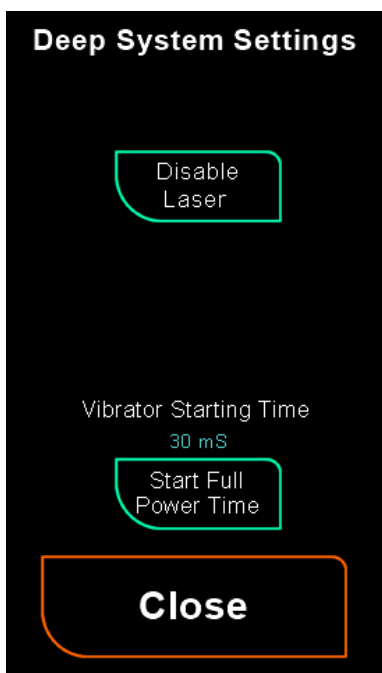 Deep System Settings
Disable
Laser
Vibrator Starting Time
30 mS
Start Full
Power Time
Close